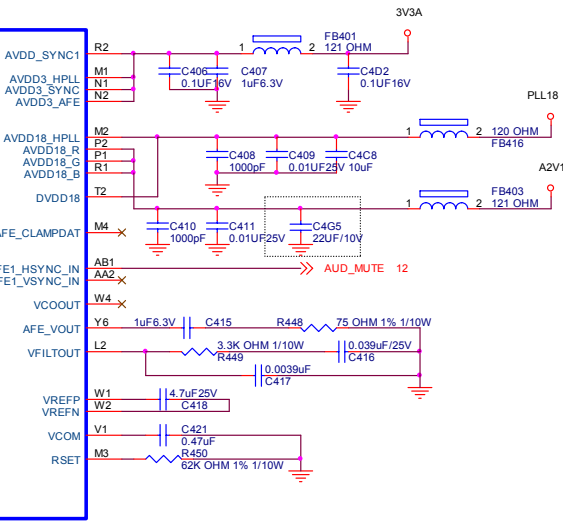 3V3A
AVDD_SYNC1 R2 1 2 FB401
121 OHM
C406 0.1UF16V
C407 1uF6.3V
C4D2 0.1UF16V
AVDD3_HPLL M1
AVDD3_SYNC N1
AVDD3_AFE N2
PLL18
AVDD18_HPLL M2 1 2 120 OHM
FB416
AVDD18_R P2
AVDD18_G P1
AVDD18_B R1
C408 1000pF
C409 0.01UF25V
C4C8 10uF
A2V1
DVDD18 T2
1 2 FB403
121 OHM
C410 1000pF
C411 0.01UF25V
C4G5 22UF/10V
AFE_CLAMPDAT M4
FE1_HSYNC_IN AB1 AUD_MUTE 12
FE1_VSYNC_IN AA2
VCOOUT W4
AFE_VOUT Y6 1uF6.3V C415 R448 75 OHM 1% 1/10W
VFILTOUT L2 3.3K OHM 1/10W
R449
0.039uF/25V
C416
0.0039uF
C417
VREFP W1 4.7uF25V
VREFN W2 C418
VCOM V1 C421
0.47uF
RSET M3 R450
62K OHM 1% 1/10W